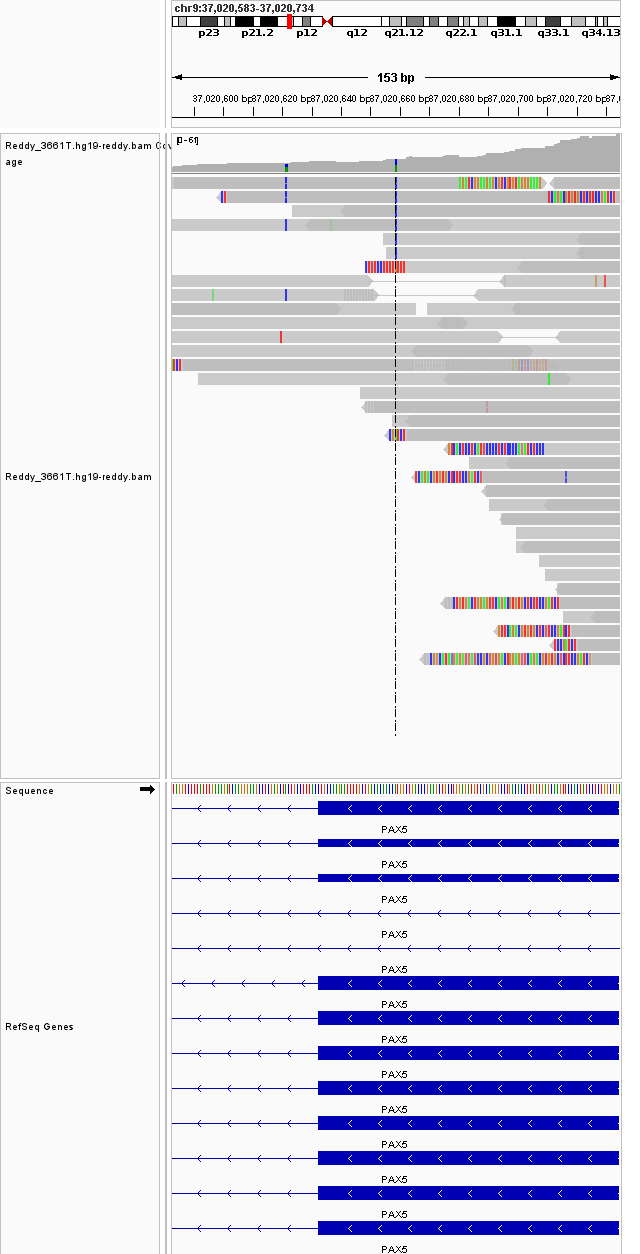 chr9:37,020,583-37,020,734
p23 p21.2 p12 q12 q21.12 q22.1 q31.1 q33.1 q34.13
153 bp
37,020,600 bp 37,020,620 bp 37,020,640 bp 37,020,660 bp 37,020,680 bp 37,020,700 bp 37,020,720 bp
Reddy_3661T.hg19-reddy.bam Cov
age
[0-61]
Reddy_3661T.hg19-reddy.bam
Sequence
PAX5
PAX5
PAX5
PAX5
PAX5
PAX5
RefSeq Genes
PAX5
PAX5
PAX5
PAX5
PAX5
PAX5
PAX5